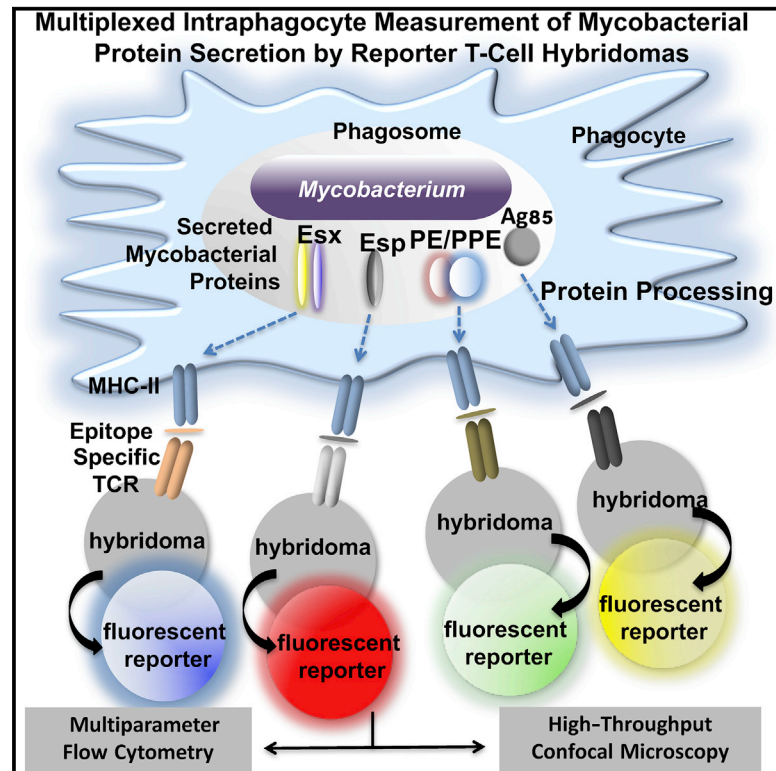 Multiplexed Intraphagocyte Measurement of Mycobacterial
Protein Secretion by Reporter T-Cell Hybridomas
Phagosome
Phagocyte
Mycobacterium
Secreted
Mycobacterial
Proteins
Esx
Esp
PE/PPE
Ag85
Protein Processing
MHC-II
Epitope
Specific
TCR
hybridoma
hybridoma
hybridoma
hybridoma
fluorescent
reporter
fluorescent
reporter
fluorescent
reporter
fluorescent
reporter
Multiparameter
Flow Cytometry
High-Throughput
Confocal Microscopy